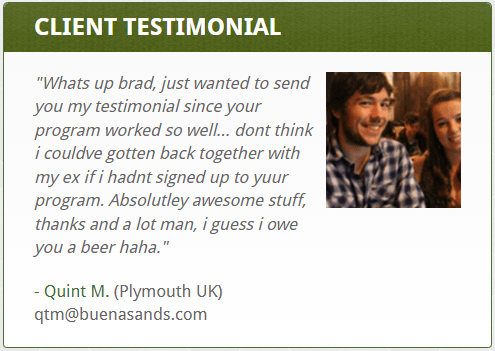 CLIENT TESTIMONIAL
"Whats up brad, just wanted to send
you my testimonial since your
program worked so well... dont think
i couldve gotten back together with
my ex if i hadnt signed up to yuur
program. Absolutley awesome stuff,
thanks and a lot man, i guess i owe
you a beer haha."
- Quint M. (Plymouth UK)
qtm@buenasands.com